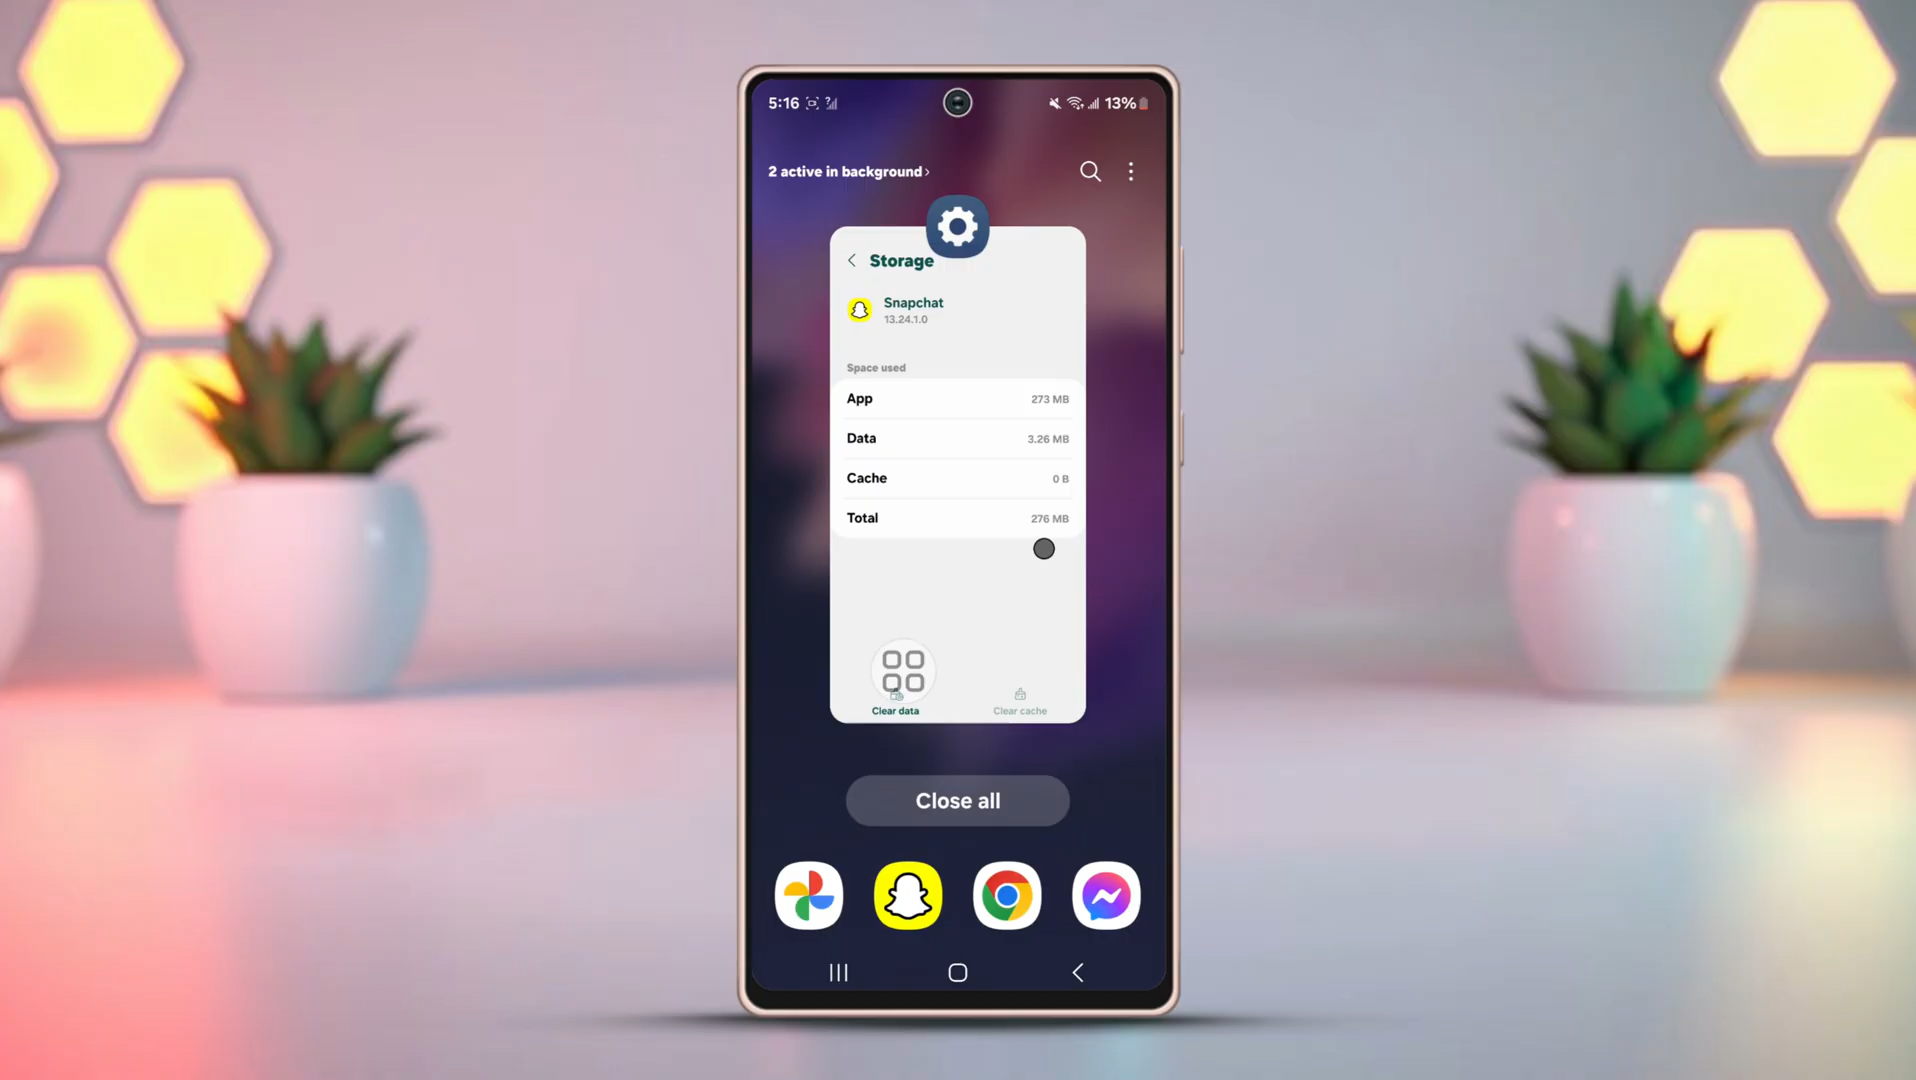 5:16
13%
2 active in background
Storage
Snapchat
13.24.1.0
Space used
App 273 MB
Data 3.26 MB
Cache 0 B
Total 276 MB
Clear data
Clear cache
Close all